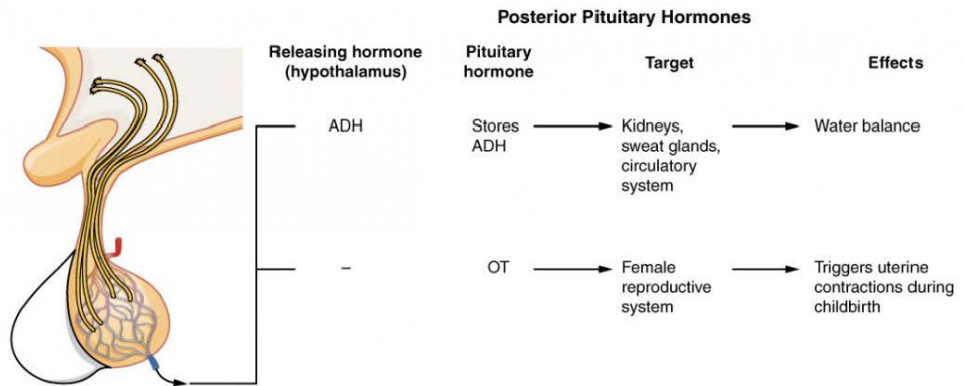 Posterior Pituitary Hormones
Releasing hormone
(hypothalamus)
Pituitary
hormone
Target
Effects
ADH
Stores
ADH
Kidneys,
sweat glands,
circulatory
system
Water balance
–
OT
Female
reproductive
system
Triggers uterine
contractions during
childbirth